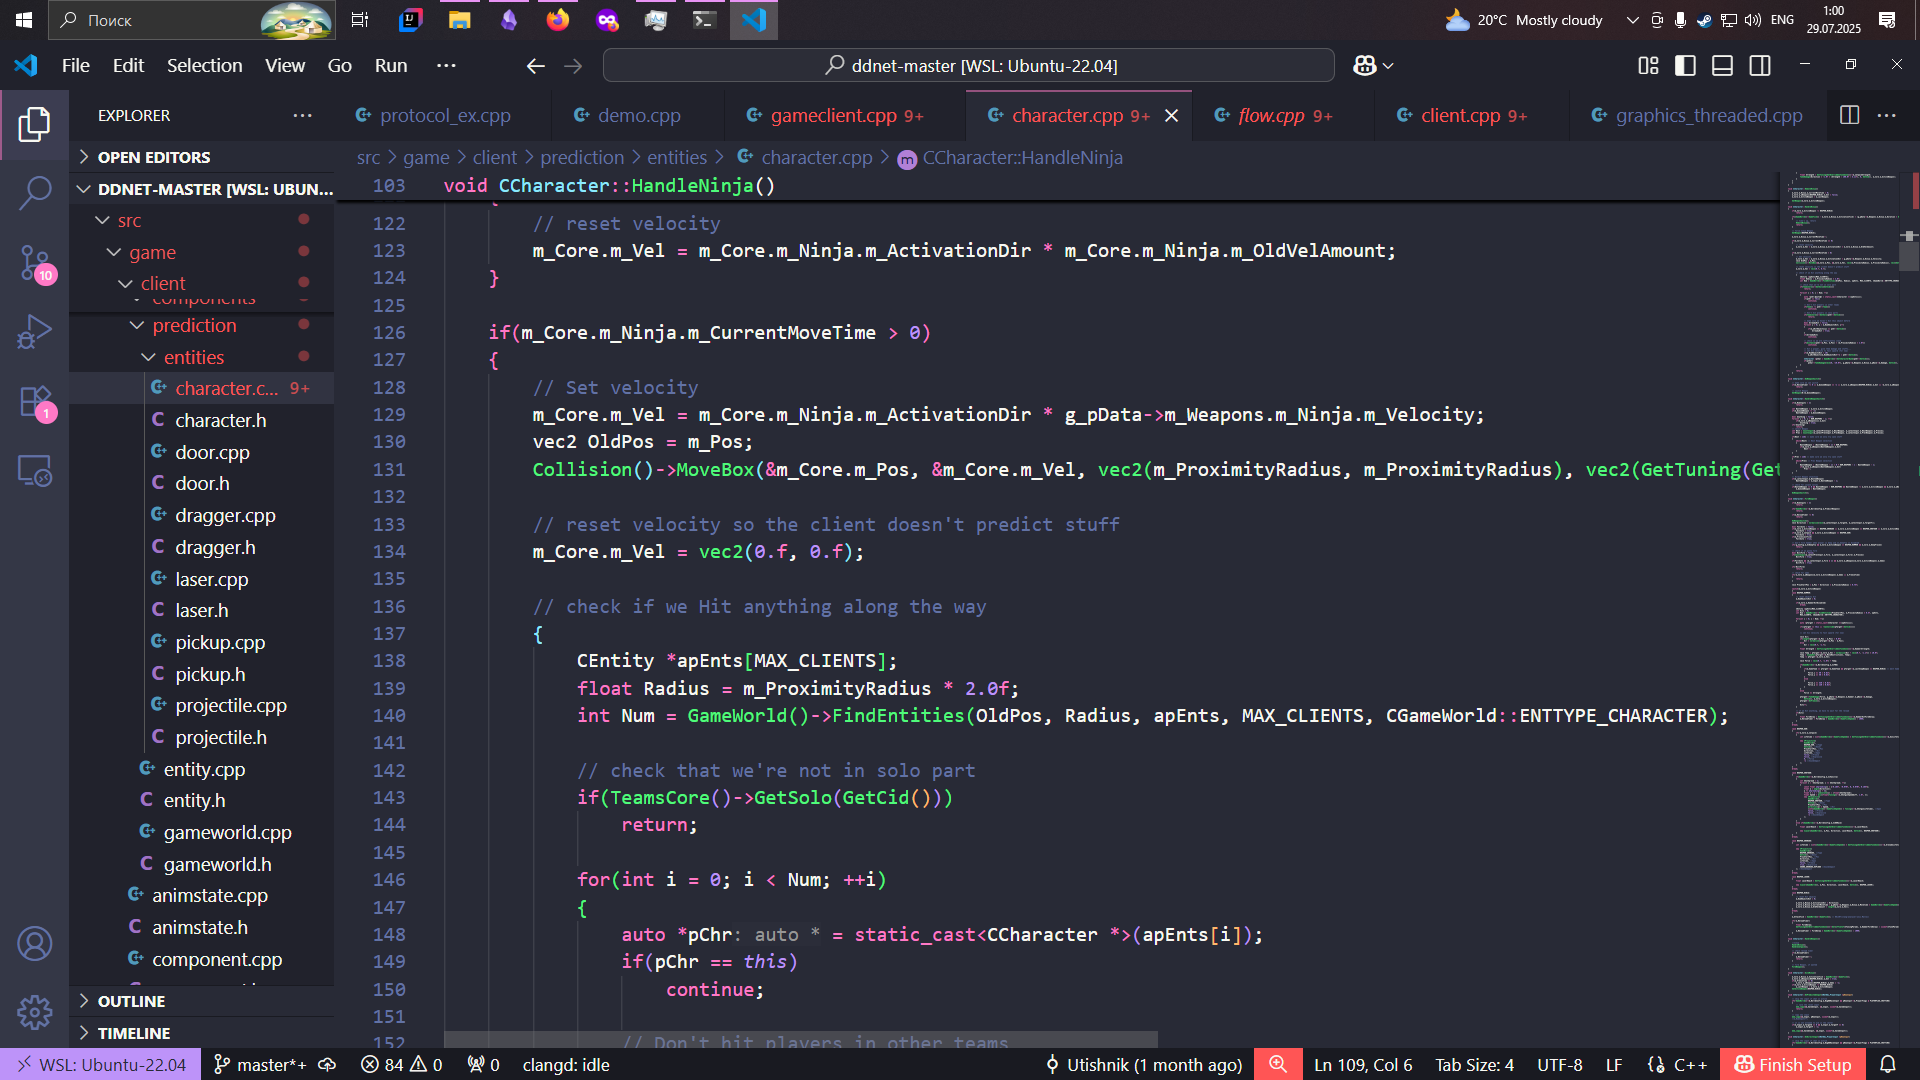 Поиск
20°C Mostly cloudy
ENG
1:00
29.07.2025
File Edit Selection View Go Run ···
ddnet-master [WSL: Ubuntu-22.04]
EXPLORER
protocol_ex.cpp
demo.cpp
gameclient.cpp 9+
character.cpp 9+
flow.cpp 9+
client.cpp 9+
graphics_threaded.cpp
src > game > client > prediction > entities > character.cpp > CCharacter::HandleNinja
10
1
OPEN EDITORS
DDNET-MASTER [WSL: UBUN...
src
game
client
components
prediction
entities
character.c... 9+
character.h
door.cpp
door.h
dragger.cpp
dragger.h
laser.cpp
laser.h
pickup.cpp
pickup.h
projectile.cpp
projectile.h
entity.cpp
entity.h
gameworld.cpp
gameworld.h
animstate.cpp
animstate.h
component.cpp
OUTLINE
TIMELINE
103 void CCharacter::HandleNinja()
122 // reset velocity
123 m_Core.m_Vel = m_Core.m_Ninja.m_ActivationDir * m_Core.m_Ninja.m_OldVelAmount;
124 }
125
126 if(m_Core.m_Ninja.m_CurrentMoveTime > 0)
127 {
128 // Set velocity
129 m_Core.m_Vel = m_Core.m_Ninja.m_ActivationDir * g_pData->m_Weapons.m_Ninja.m_Velocity;
130 vec2 OldPos = m_Pos;
131 Collision()->MoveBox(&m_Core.m_Pos, &m_Core.m_Vel, vec2(m_ProximityRadius, m_ProximityRadius), vec2(GetTuning(Get
132
133 // reset velocity so the client doesn't predict stuff
134 m_Core.m_Vel = vec2(0.f, 0.f);
135
136 // check if we Hit anything along the way
137 {
138 CEntity *apEnts[MAX_CLIENTS];
139 float Radius = m_ProximityRadius * 2.0f;
140 int Num = GameWorld()->FindEntities(OldPos, Radius, apEnts, MAX_CLIENTS, CGameWorld::ENTTYPE_CHARACTER);
141
142 // check that we're not in solo part
143 if(TeamsCore()->GetSolo(GetCid()))
144 return;
145
146 for(int i = 0; i < Num; ++i)
147 {
148 auto *pChr: auto * = static_cast<CCharacter *>(apEnts[i]);
149 if(pChr == this)
150 continue;
151
152 // Don't hit players in other teams
WSL: Ubuntu-22.04 master*+ 84 0 0 clangd: idle
Utishnik (1 month ago) Ln 109, Col 6 Tab Size: 4 UTF-8 LF {} C++ Finish Setup